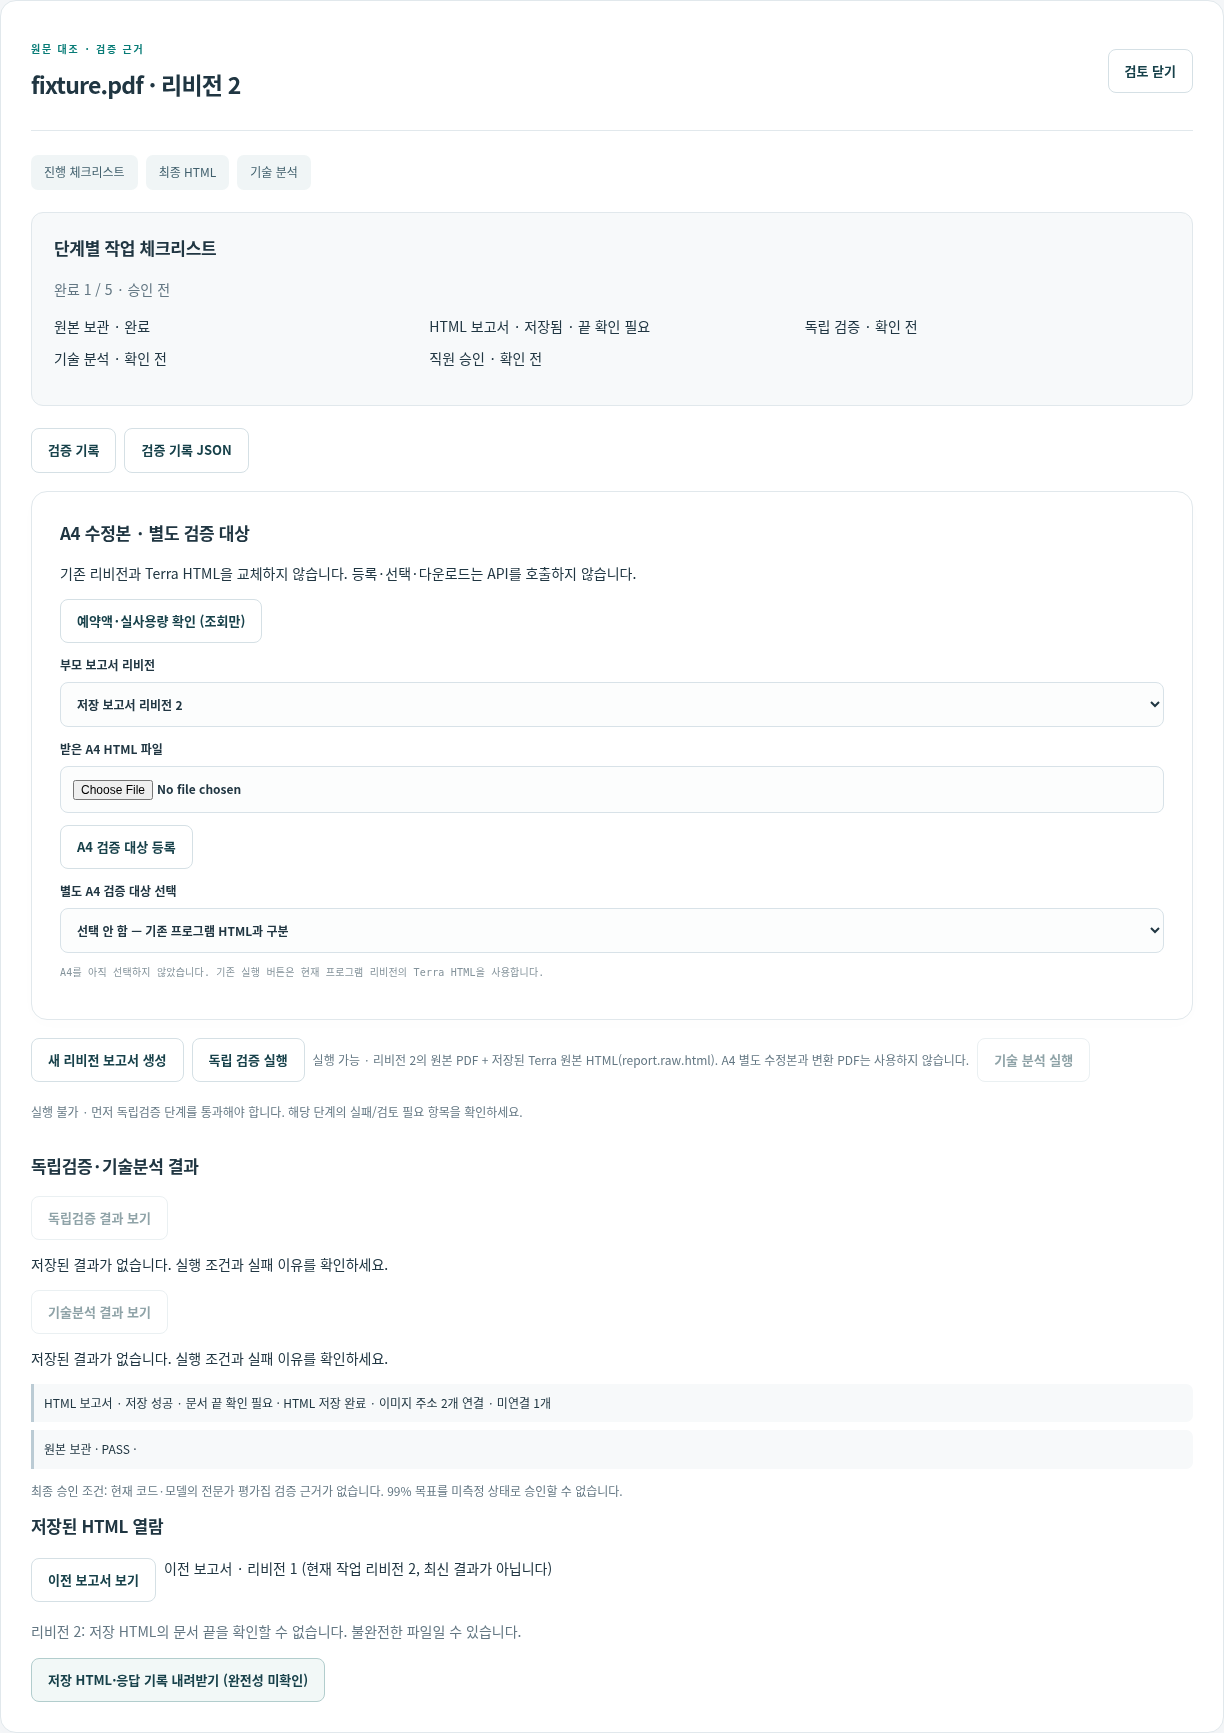 원문 대조 · 검증 근거
fixture.pdf · 리비전 2
검토 닫기
진행 체크리스트
최종 HTML
기술 분석
단계별 작업 체크리스트
완료 1 / 5 · 승인 전
원본 보관 · 완료
HTML 보고서 · 저장됨 · 끝 확인 필요
독립 검증 · 확인 전
기술 분석 · 확인 전
직원 승인 · 확인 전
검증 기록
검증 기록 JSON
A4 수정본 · 별도 검증 대상
기존 리비전과 Terra HTML을 교체하지 않습니다. 등록·선택·다운로드는 API를 호출하지 않습니다.
예약액·실사용량 확인 (조회만)
부모 보고서 리비전
저장 보고서 리비전 2
받은 A4 HTML 파일
Choose File No file chosen
A4 검증 대상 등록
별도 A4 검증 대상 선택
선택 안 함 — 기존 프로그램 HTML과 구분
A4를 아직 선택하지 않았습니다. 기존 실행 버튼은 현재 프로그램 리비전의 Terra HTML을 사용합니다.
새 리비전 보고서 생성
독립 검증 실행
실행 가능 · 리비전 2의 원본 PDF + 저장된 Terra 원본 HTML(report.raw.html). A4 별도 수정본과 변환 PDF는 사용하지 않습니다.
기술 분석 실행
실행 불가 · 먼저 독립검증 단계를 통과해야 합니다. 해당 단계의 실패/검토 필요 항목을 확인하세요.
독립검증·기술분석 결과
독립검증 결과 보기
저장된 결과가 없습니다. 실행 조건과 실패 이유를 확인하세요.
기술분석 결과 보기
저장된 결과가 없습니다. 실행 조건과 실패 이유를 확인하세요.
HTML 보고서 · 저장 성공 · 문서 끝 확인 필요 · HTML 저장 완료 · 이미지 주소 2개 연결 · 미연결 1개
원본 보관 · PASS ·
최종 승인 조건: 현재 코드·모델의 전문가 평가집 검증 근거가 없습니다. 99% 목표를 미측정 상태로 승인할 수 없습니다.
저장된 HTML 열람
이전 보고서 보기
이전 보고서 · 리비전 1 (현재 작업 리비전 2, 최신 결과가 아닙니다)
리비전 2: 저장 HTML의 문서 끝을 확인할 수 없습니다. 불완전한 파일일 수 있습니다.
저장 HTML·응답 기록 내려받기 (완전성 미확인)